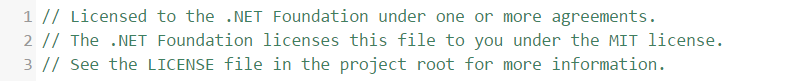 1 // Licensed to the .NET Foundation under one or more agreements.
2 // The .NET Foundation licenses this file to you under the MIT license.
3 // See the LICENSE file in the project root for more information.